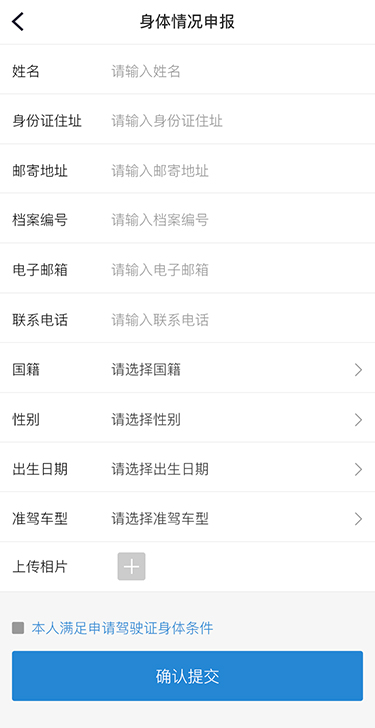 身体情况申报
姓名 请输入姓名
身份证住址 请输入身份证住址
邮寄地址 请输入邮寄地址
档案编号 请输入档案编号
电子邮箱 请输入电子邮箱
联系电话 请输入联系电话
国籍 请选择国籍
性别 请选择性别
出生日期 请选择出生日期
准驾车型 请选择准驾车型
上传相片
本人满足申请驾驶证身体条件
确认提交